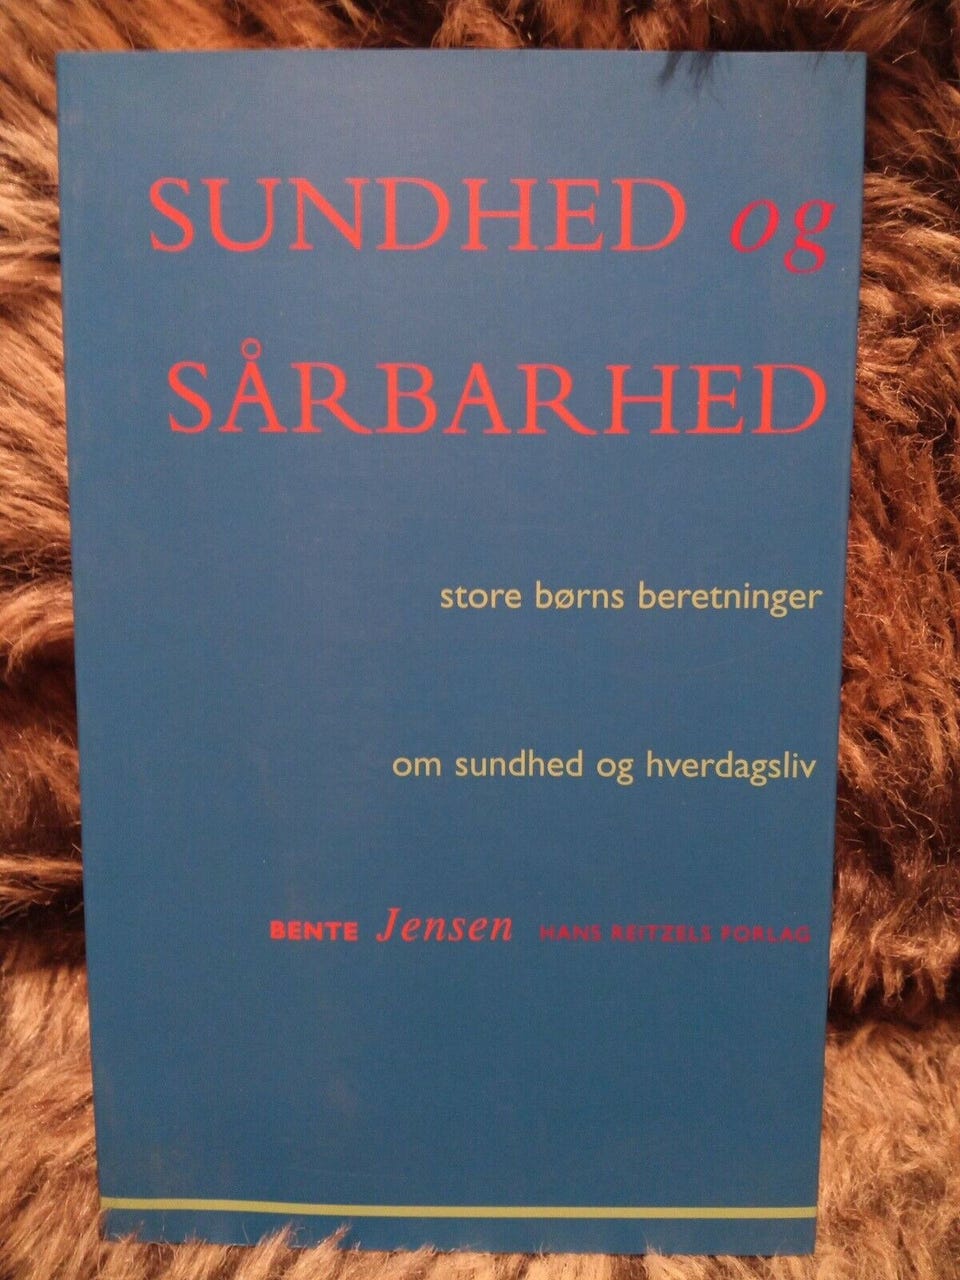 SUNDHED og
SÅRBARHED
store børns beretninger
om sundhed og hverdagsliv
BENTE Jensen HANS REITZELS FORLAG